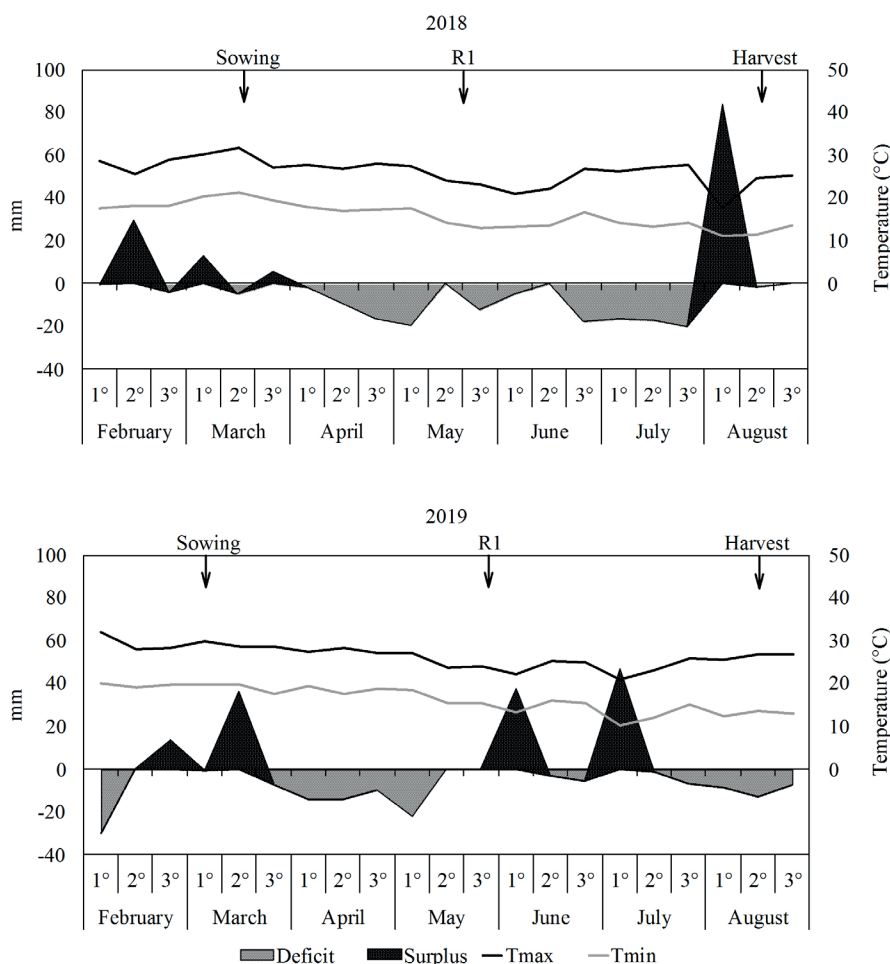 2018
Sowing R1 Harvest
100 50
80 40
60 30
40 20
20 10
0 0
-20
-40
mm
Temperature (°C)
1° 2° 3° 1° 2° 3° 1° 2° 3° 1° 2° 3° 1° 2° 3° 1° 2° 3° 1° 2° 3°
February March April May June July August
2019
Sowing R1 Harvest
100 50
80 40
60 30
40 20
20 10
0 0
-20
-40
mm
Temperature (°C)
1° 2° 3° 1° 2° 3° 1° 2° 3° 1° 2° 3° 1° 2° 3° 1° 2° 3° 1° 2° 3°
February March April May June July August
Deficit Surplus Tmax Tmin